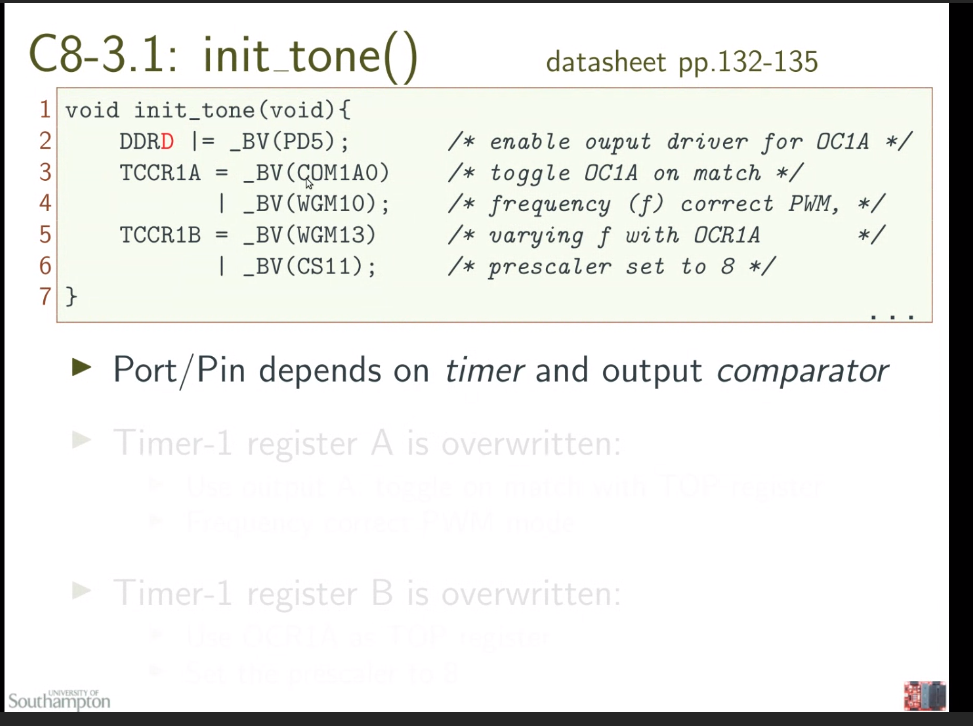 C8-3.1: init_tone()
datasheet pp.132-135
1 void init_tone(void){
2 DDRD |= _BV(PD5); /* enable ouput driver for OC1A */
3 TCCR1A = _BV(COM1A0) /* toggle OC1A on match */
4 | _BV(WGM10); /* frequency (f) correct PWM, */
5 TCCR1B = _BV(WGM13) /* varying f with OCR1A */
6 | _BV(CS11); /* prescaler set to 8 */
7 }
...
Port/Pin depends on timer and output comparator
Timer-1 register A is overwritten:
Use output A, toggle on match with TOP register
Frequency correct PWM mode
Timer-1 register B is overwritten:
Use OCR1A as TOP register
Set the prescaler to 8
UNIVERSITY OF
Southampton